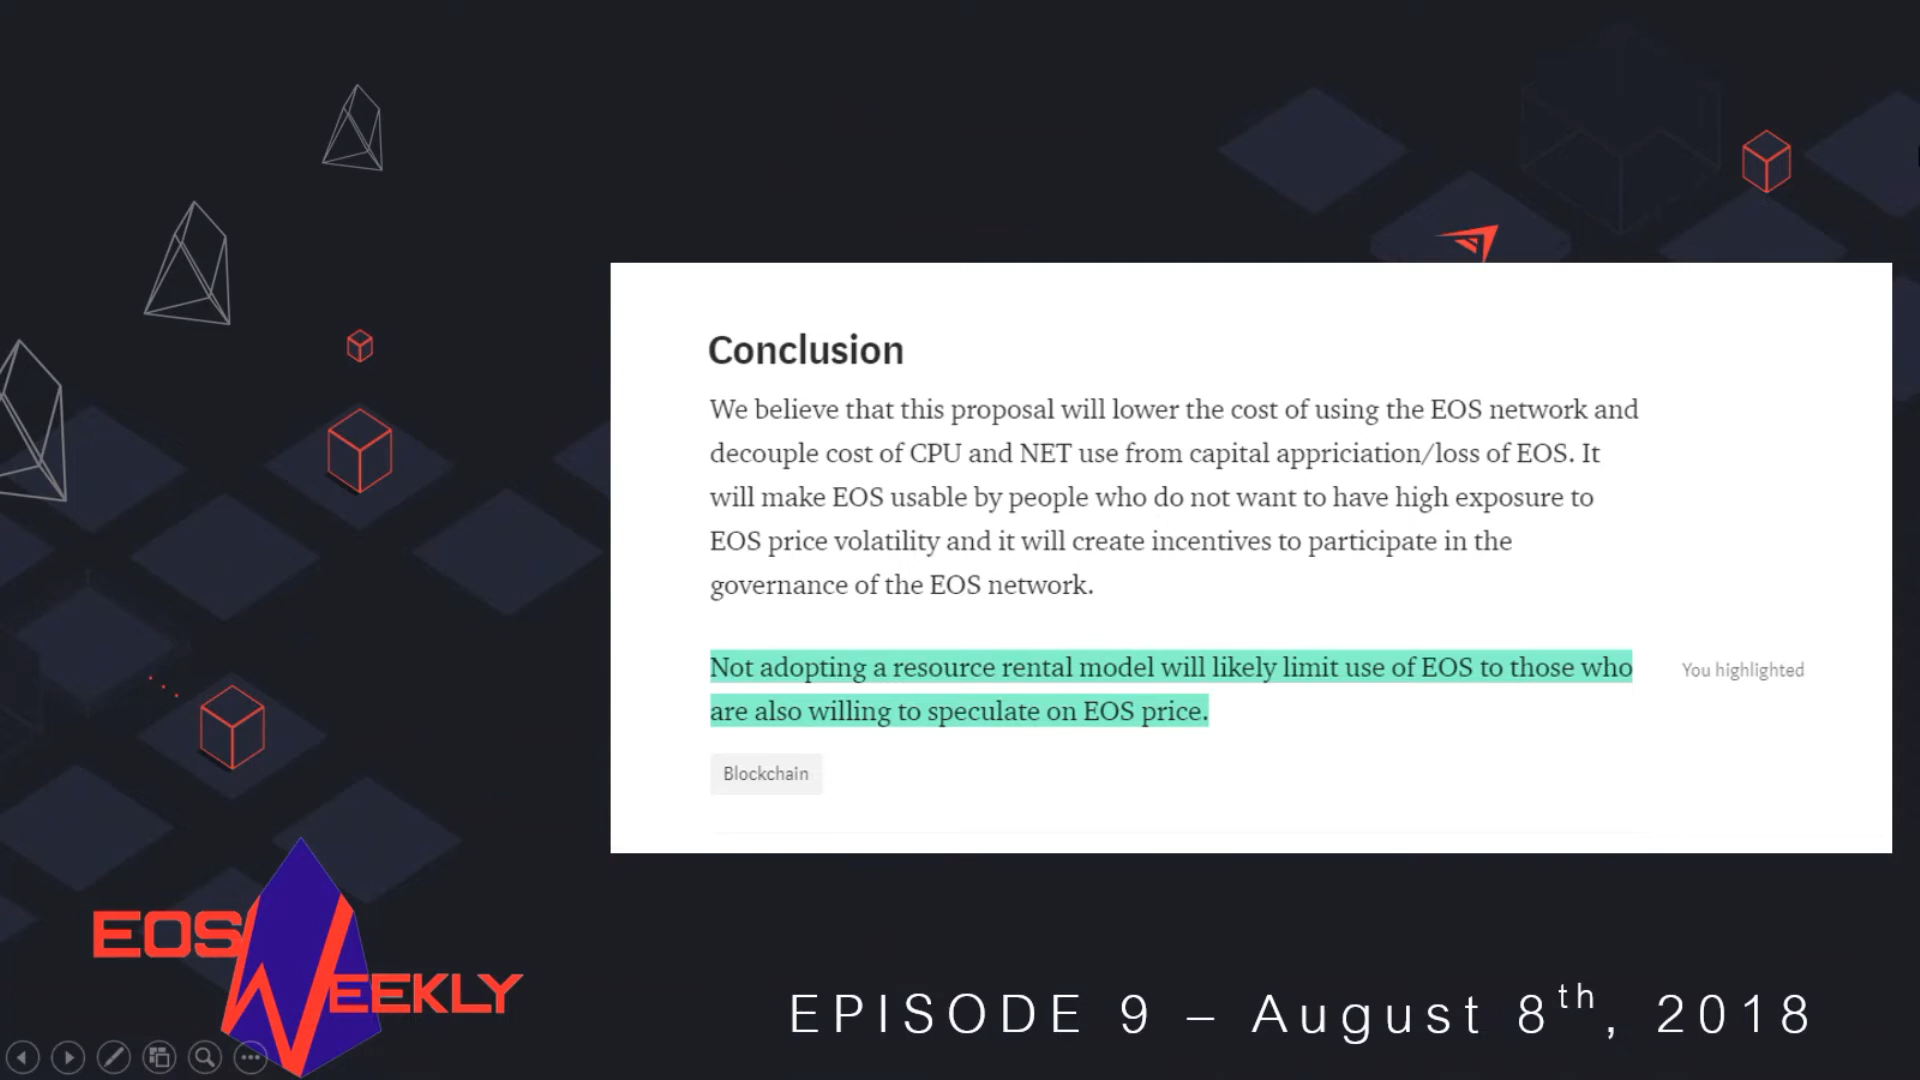 Conclusion
We believe that this proposal will lower the cost of using the EOS network and
decouple cost of CPU and NET use from capital appriciation/loss of EOS. It
will make EOS usable by people who do not want to have high exposure to
EOS price volatility and it will create incentives to participate in the
governance of the EOS network.
Not adopting a resource rental model will likely limit use of EOS to those who
You highlighted
are also willing to speculate on EOS price.
Blockchain
EOS
WEEKLY
EPISODE 9 – August 8th, 2018